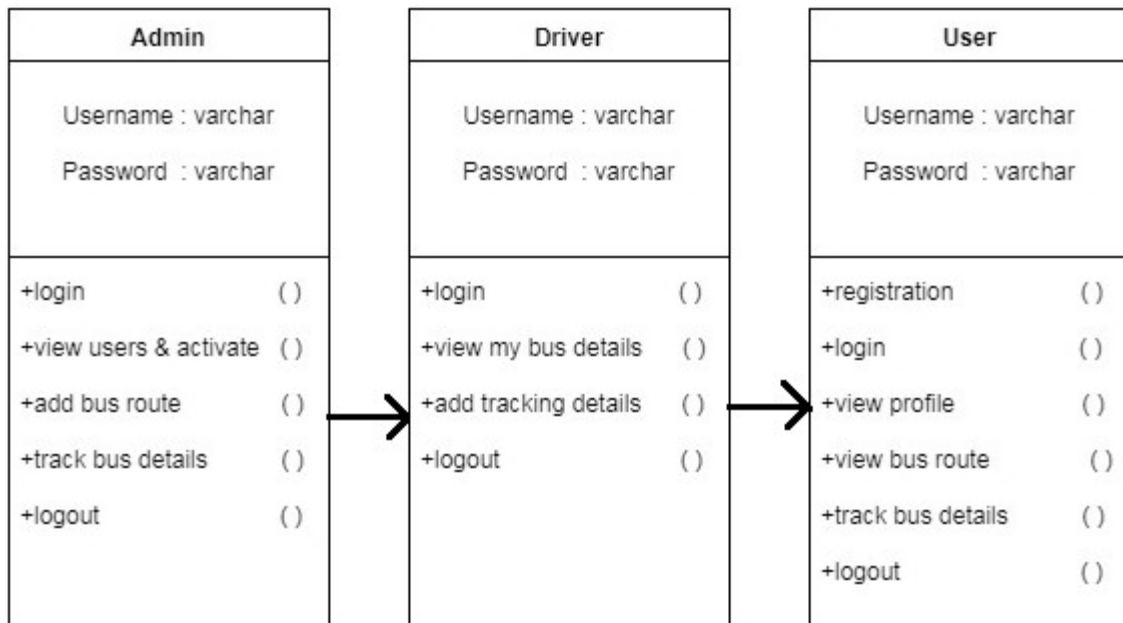 Admin
Username : varchar
Password : varchar
+login ( )
+view users & activate ( )
+add bus route ( )
+track bus details ( )
+logout ( )
Driver
Username : varchar
Password : varchar
+login ( )
+view my bus details ( )
+add tracking details ( )
+logout ( )
User
Username : varchar
Password : varchar
+registration ( )
+login ( )
+view profile ( )
+view bus route ( )
+track bus details ( )
+logout ( )